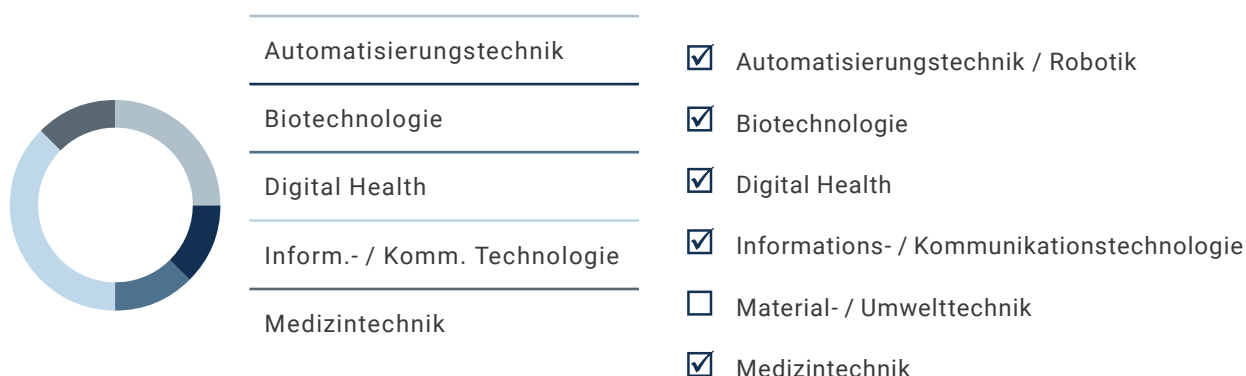 Automatisierungstechnik
Biotechnologie
Digital Health
Inform.- / Komm. Technologie
Medizintechnik
Automatisierungstechnik / Robotik
Biotechnologie
Digital Health
Informations- / Kommunikationstechnologie
Material- / Umwelttechnik
Medizintechnik